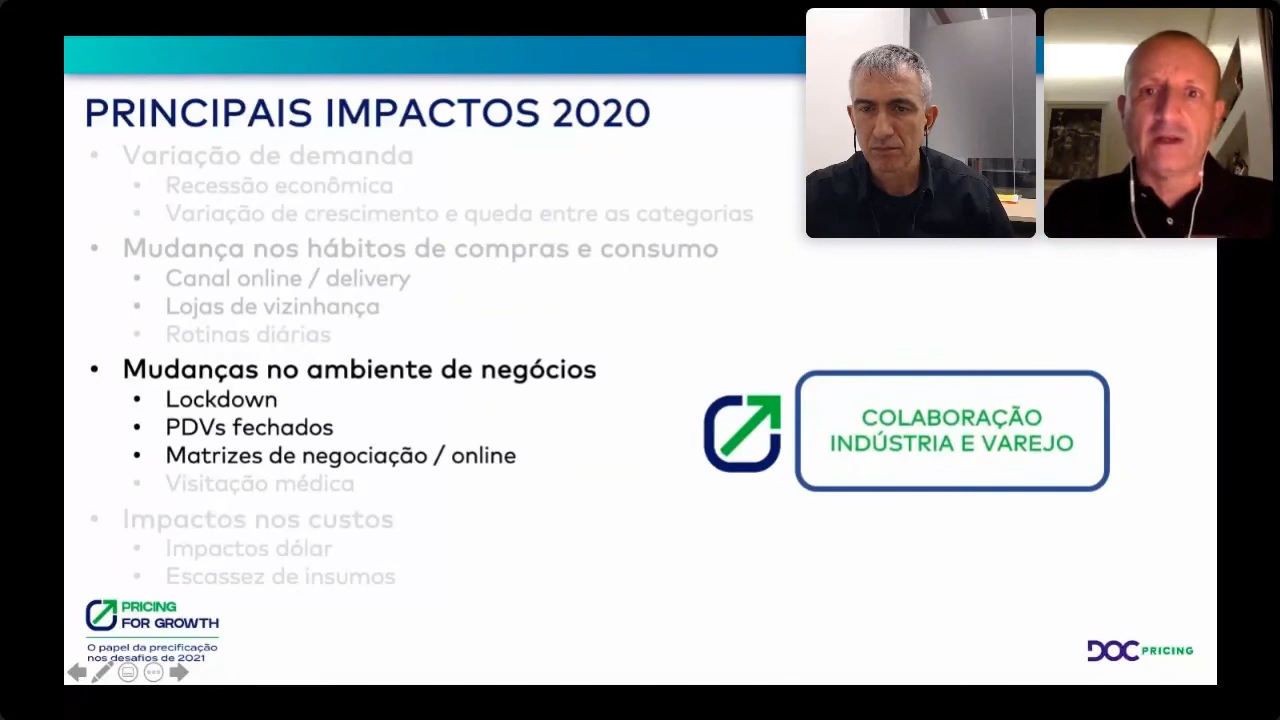 PRINCIPAIS IMPACTOS 2020
• Variação de demanda
• Recessão econômica
• Variação de crescimento e queda entre as categorias
• Mudança nos hábitos de compras e consumo
• Canal online / delivery
• Lojas de vizinhança
• Rotinas diárias
• Mudanças no ambiente de negócios
• Lockdown
• PDVs fechados
• Matrizes de negociação / online
• Visitação médica
• Impactos nos custos
• Impactos dólar
• Escassez de insumos
COLABORAÇÃO
INDÚSTRIA E VAREJO
PRICING
FOR GROWTH
O papel da precificação
nos desafios de 2021
DOC PRICING